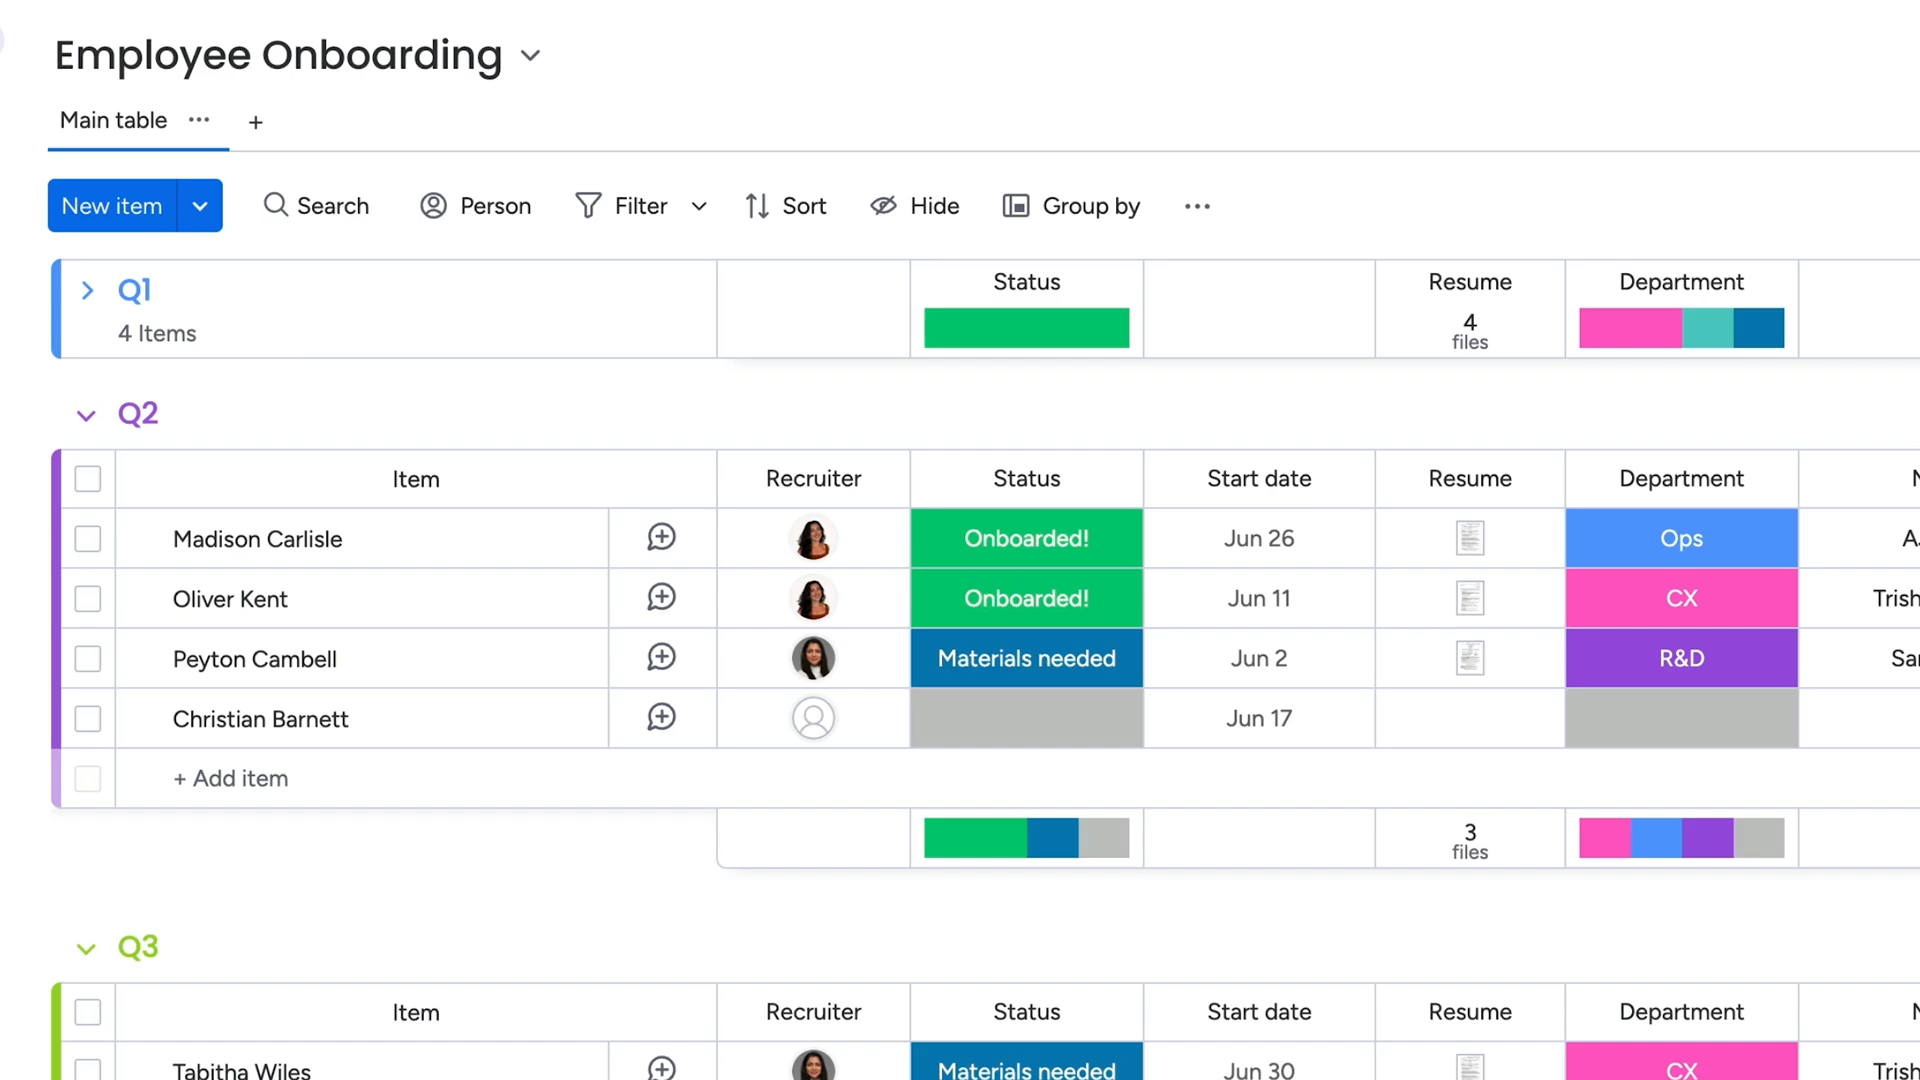 Employee Onboarding
Main table ... +
New item Search Person Filter Sort Hide Group by ...
Q1 Status Resume Department
4 Items 4
files
Q2
Item Recruiter Status Start date Resume Department
Madison Carlisle Onboarded! Jun 26 Ops
Oliver Kent Onboarded! Jun 11 CX
Peyton Cambell Materials needed Jun 2 R&D
Christian Barnett Jun 17
+ Add item
3
files
Q3
Item Recruiter Status Start date Resume Department
Tabitha Wiles Materials needed Jun 30 CX